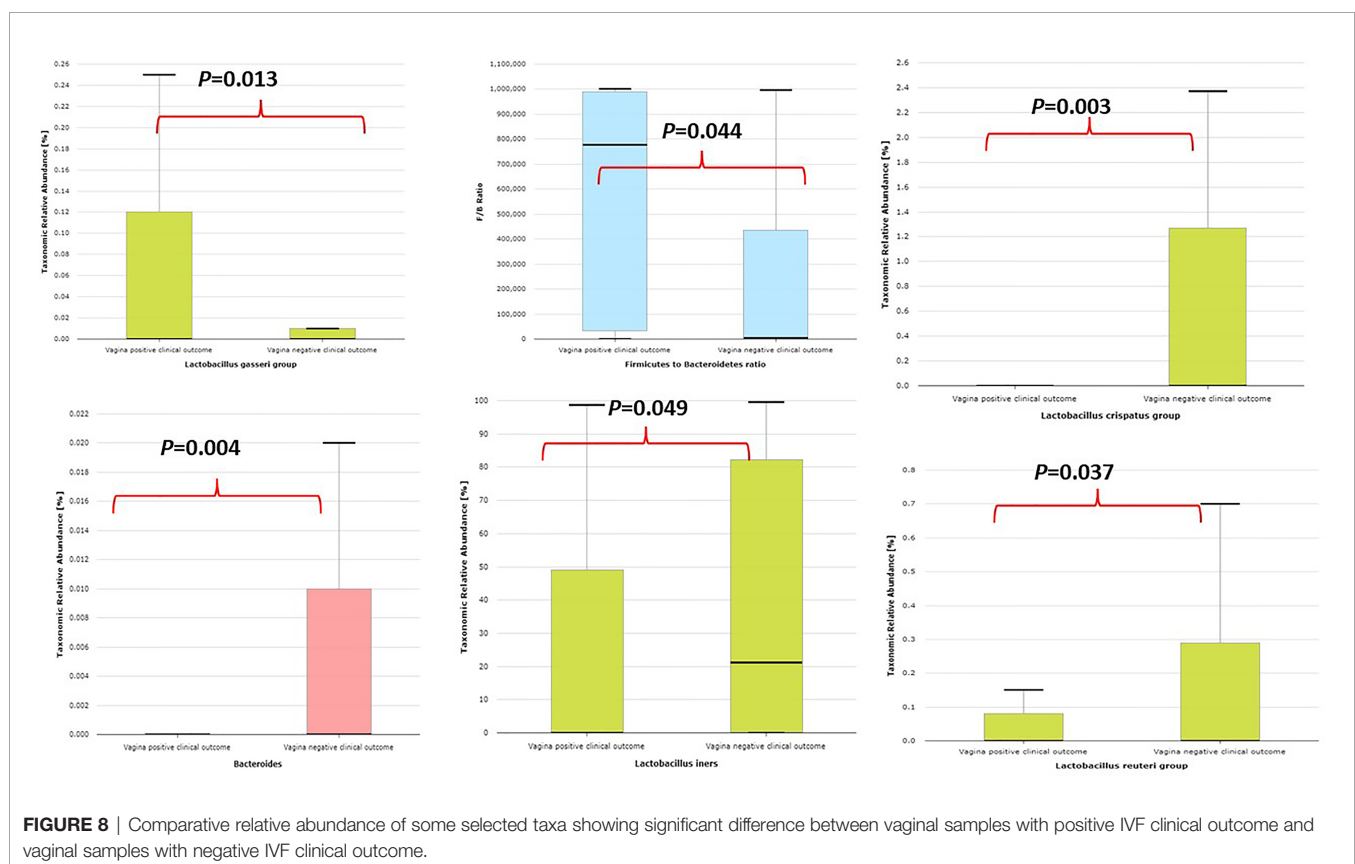 P=0.013
Taxonomic Relative Abundance [%]
0.26
0.24
0.22
0.20
0.18
0.16
0.14
0.12
0.10
0.08
0.06
0.04
0.02
0.00
Vagina positive clinical outcome
Vagina negative clinical outcome
Lactobacillus gasseri group
P=0.044
F/B Ratio
1,100,000
1,000,000
900,000
800,000
700,000
600,000
500,000
400,000
300,000
200,000
100,000
0
Vagina positive clinical outcome
Vagina negative clinical outcome
Firmicutes to Bacteroidetes ratio
P=0.003
Taxonomic Relative Abundance [%]
2.6
2.4
2.2
2.0
1.8
1.6
1.4
1.2
1.0
0.8
0.6
0.4
0.2
0.0
Vagina positive clinical outcome
Vagina negative clinical outcome
Lactobacillus crispatus group
P=0.004
Taxonomic Relative Abundance [%]
0.022
0.020
0.018
0.016
0.014
0.012
0.010
0.008
0.006
0.004
0.002
0.000
Vagina positive clinical outcome
Vagina negative clinical outcome
Bacteroides
P=0.049
Taxonomic Relative Abundance [%]
100
90
80
70
60
50
40
30
20
10
0
Vagina positive clinical outcome
Vagina negative clinical outcome
Lactobacillus iners
P=0.037
Taxonomic Relative Abundance [%]
0.8
0.7
0.6
0.5
0.4
0.3
0.2
0.1
0.0
Vagina positive clinical outcome
Vagina negative clinical outcome
Lactobacillus reuteri group
FIGURE 8 | Comparative relative abundance of some selected taxa showing significant difference between vaginal samples with positive IVF clinical outcome and
vaginal samples with negative IVF clinical outcome.